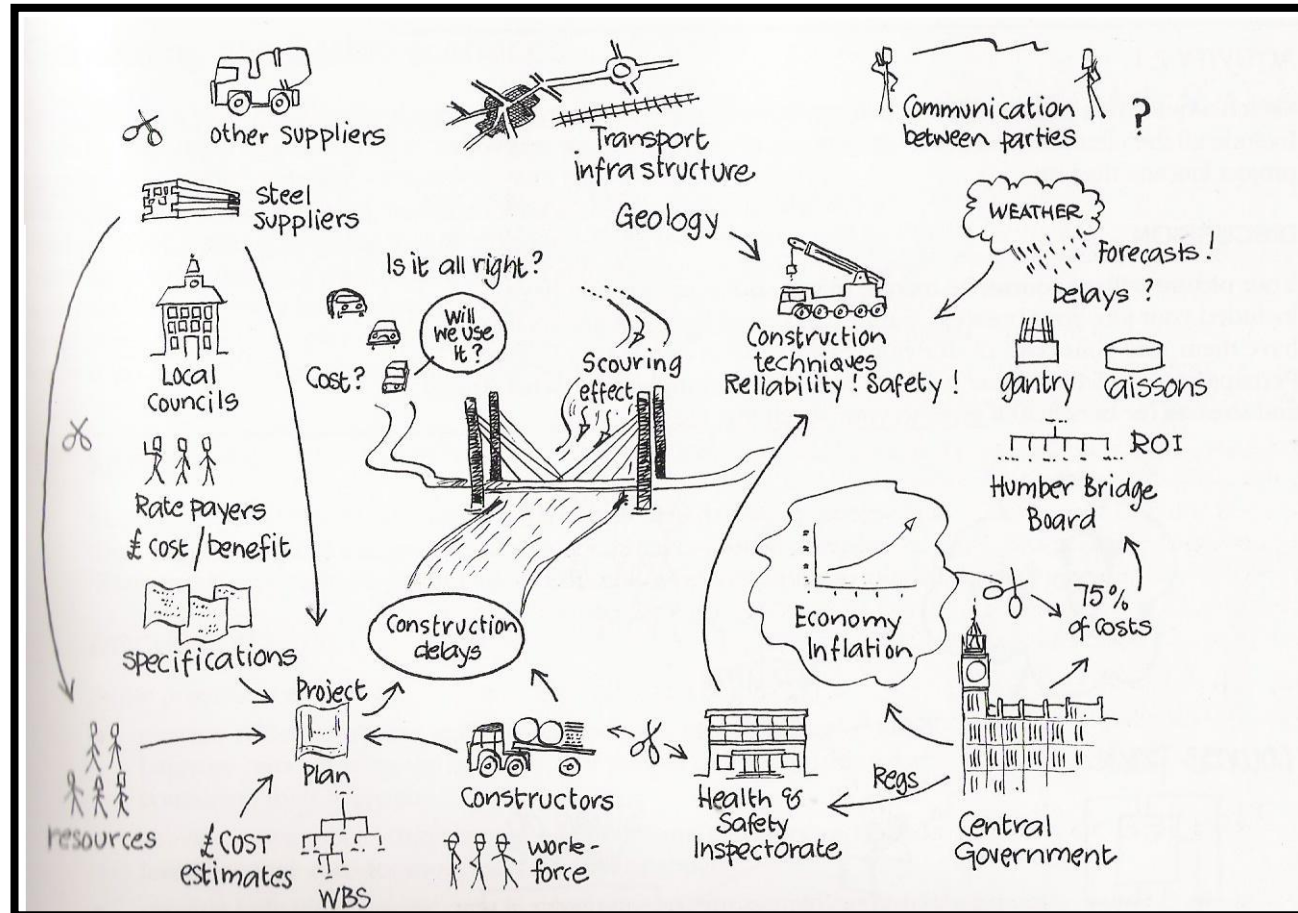 other suppliers
Steel
suppliers
Transport
infrastructure
Communication
between parties
?
Geology
WEATHER
Forecasts !
Delays ?
Is it all right?
Will
we use
It?
Cost?
Scouring
effect
Construction
techniques
Reliability ! Safety !
gantry
Caissons
Local
Councils
ROI
Humber Bridge
Board
Rate payers
£ cost / benefit
Specifications
Construction
delays
Economy
Inflation
75%
of costs
Project
Plan
resources
£ COST
estimates
WBS
Constructors
work-
force
Health &
Safety
Inspectorate
Regs
Central
Government